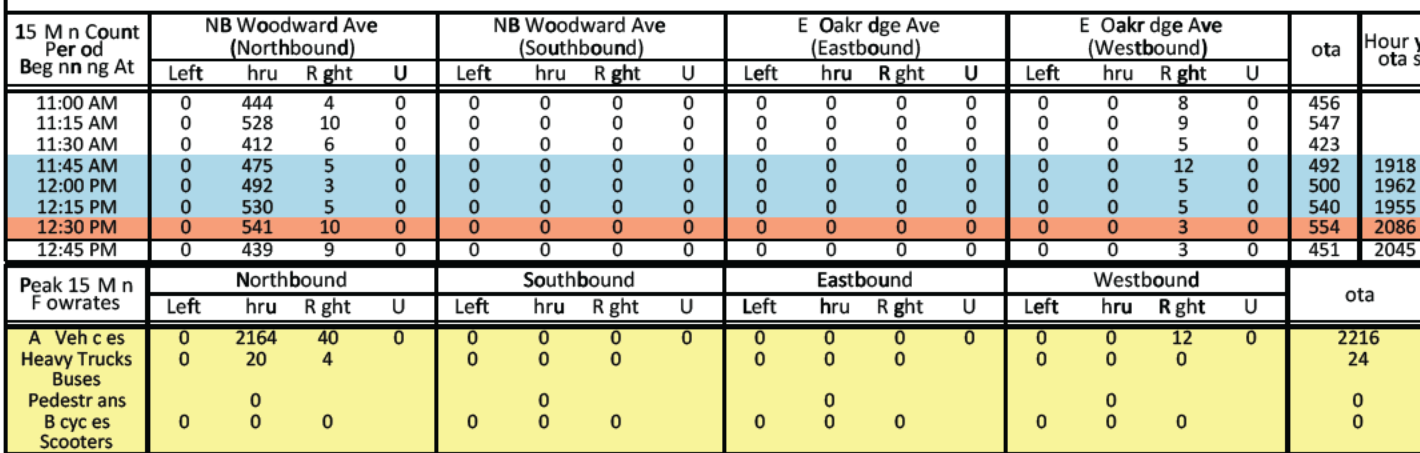 15 M n Count Per od Beg nn ng At | NB Woodward Ave (Northbound) | NB Woodward Ave (Southbound) | E Oakr dge Ave (Eastbound) | E Oakr dge Ave (Westbound) | ota | Hour y ota s
Left hru R ght U | Left hru R ght U | Left hru R ght U | Left hru R ght U
11:00 AM 0 444 4 0 0 0 0 0 0 0 0 0 0 0 8 0 456
11:15 AM 0 528 10 0 0 0 0 0 0 0 0 0 0 0 9 0 547
11:30 AM 0 412 6 0 0 0 0 0 0 0 0 0 0 0 5 0 423
11:45 AM 0 475 5 0 0 0 0 0 0 0 0 0 0 0 12 0 492 1918
12:00 PM 0 492 3 0 0 0 0 0 0 0 0 0 0 0 5 0 500 1962
12:15 PM 0 530 5 0 0 0 0 0 0 0 0 0 0 0 5 0 540 1955
12:30 PM 0 541 10 0 0 0 0 0 0 0 0 0 0 0 3 0 554 2086
12:45 PM 0 439 9 0 0 0 0 0 0 0 0 0 0 0 3 0 451 2045
Peak 15 M n F owrates | Northbound | Southbound | Eastbound | Westbound | ota
Left hru R ght U | Left hru R ght U | Left hru R ght U | Left hru R ght U
A Veh c es 0 2164 40 0 0 0 0 0 0 0 0 0 0 0 12 0 2216
Heavy Trucks 0 20 4 0 0 0 0 0 0 0 0 0 24
Buses
Pedestr ans 0 0 0 0 0
B cyc es 0 0 0 0 0 0 0 0 0 0 0 0 0
Scooters